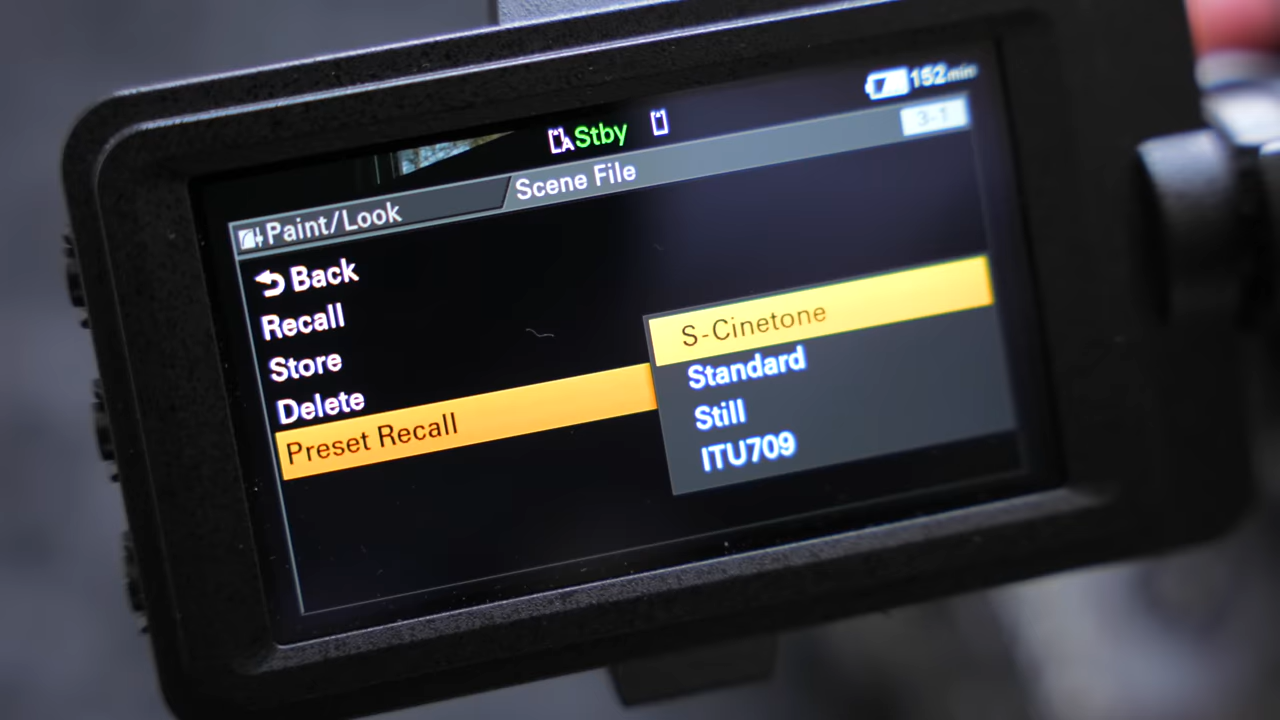 152min
A Stby
3-1
Paint/Look Scene File
Back
Recall
Store
Delete
Preset Recall
S-Cinetone
Standard
Still
ITU709